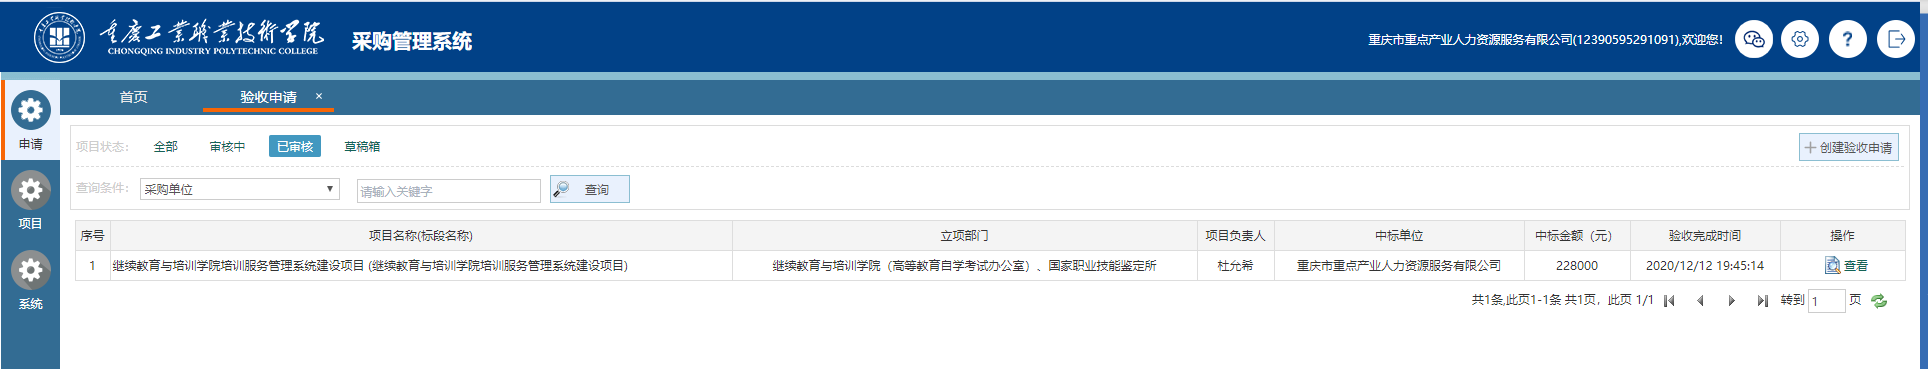 重庆工业职业技术学院
CHONGQING INDUSTRY POLYTECHNIC COLLEGE
采购管理系统
重庆市重点产业人力资源服务有限公司(12390595291091),欢迎您!
首页 验收申请 ×
申请
项目
系统
项目状态: 全部 审核中 已审核 草稿箱 创建验收申请
查询条件: 采购单位 请输入关键字 查询
序号 项目名称(标段名称) 立项部门 项目负责人 中标单位 中标金额（元） 验收完成时间 操作
1 继续教育与培训学院培训服务管理系统建设项目 (继续教育与培训学院培训服务管理系统建设项目) 继续教育与培训学院（高等教育自学考试办公室）、国家职业技能鉴定所 杜允希 重庆市重点产业人力资源服务有限公司 228000 2020/12/12 19:45:14 查看
共1条,此页1-1条 共1页，此页 1/1 转到 1 页